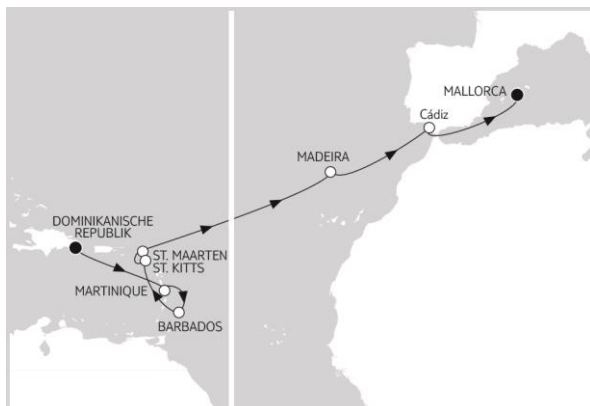 MALLORCA
Cádiz
MADEIRA
DOMINIKANISCHE
REPUBLIK
ST. MAARTEN
ST. KITTS
MARTINIQUE
BARBADOS